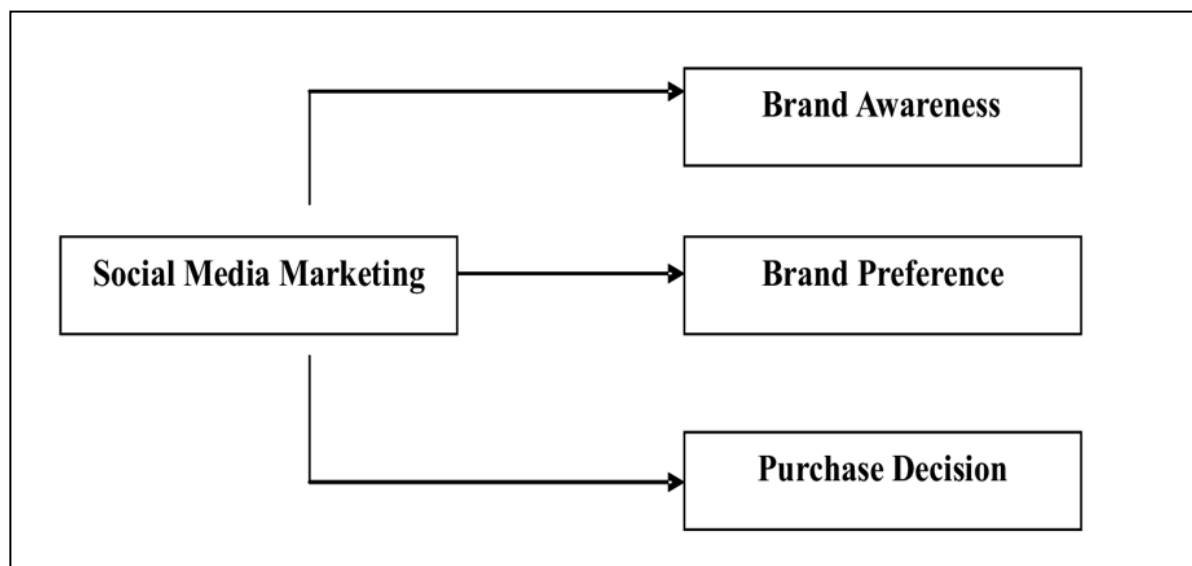 Brand Awareness
Social Media Marketing
Brand Preference
Purchase Decision